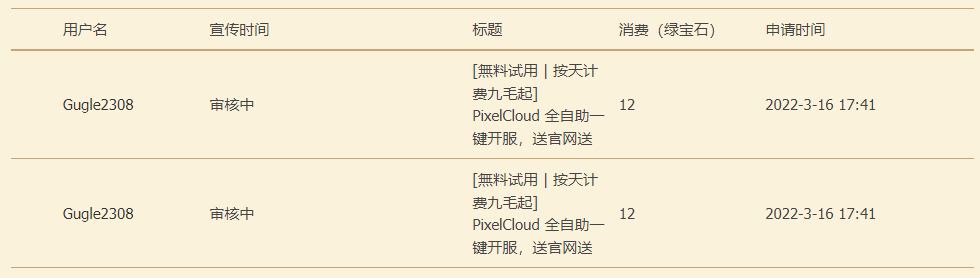 用户名 宣传时间 标题 消费（绿宝石） 申请时间
[無料試用 | 按天计
费九毛起]
Gugle2308 审核中 12 2022-3-16 17:41
PixelCloud 全自助一
键开服，送官网送
[無料試用 | 按天计
费九毛起]
Gugle2308 审核中 12 2022-3-16 17:41
PixelCloud 全自助一
键开服，送官网送